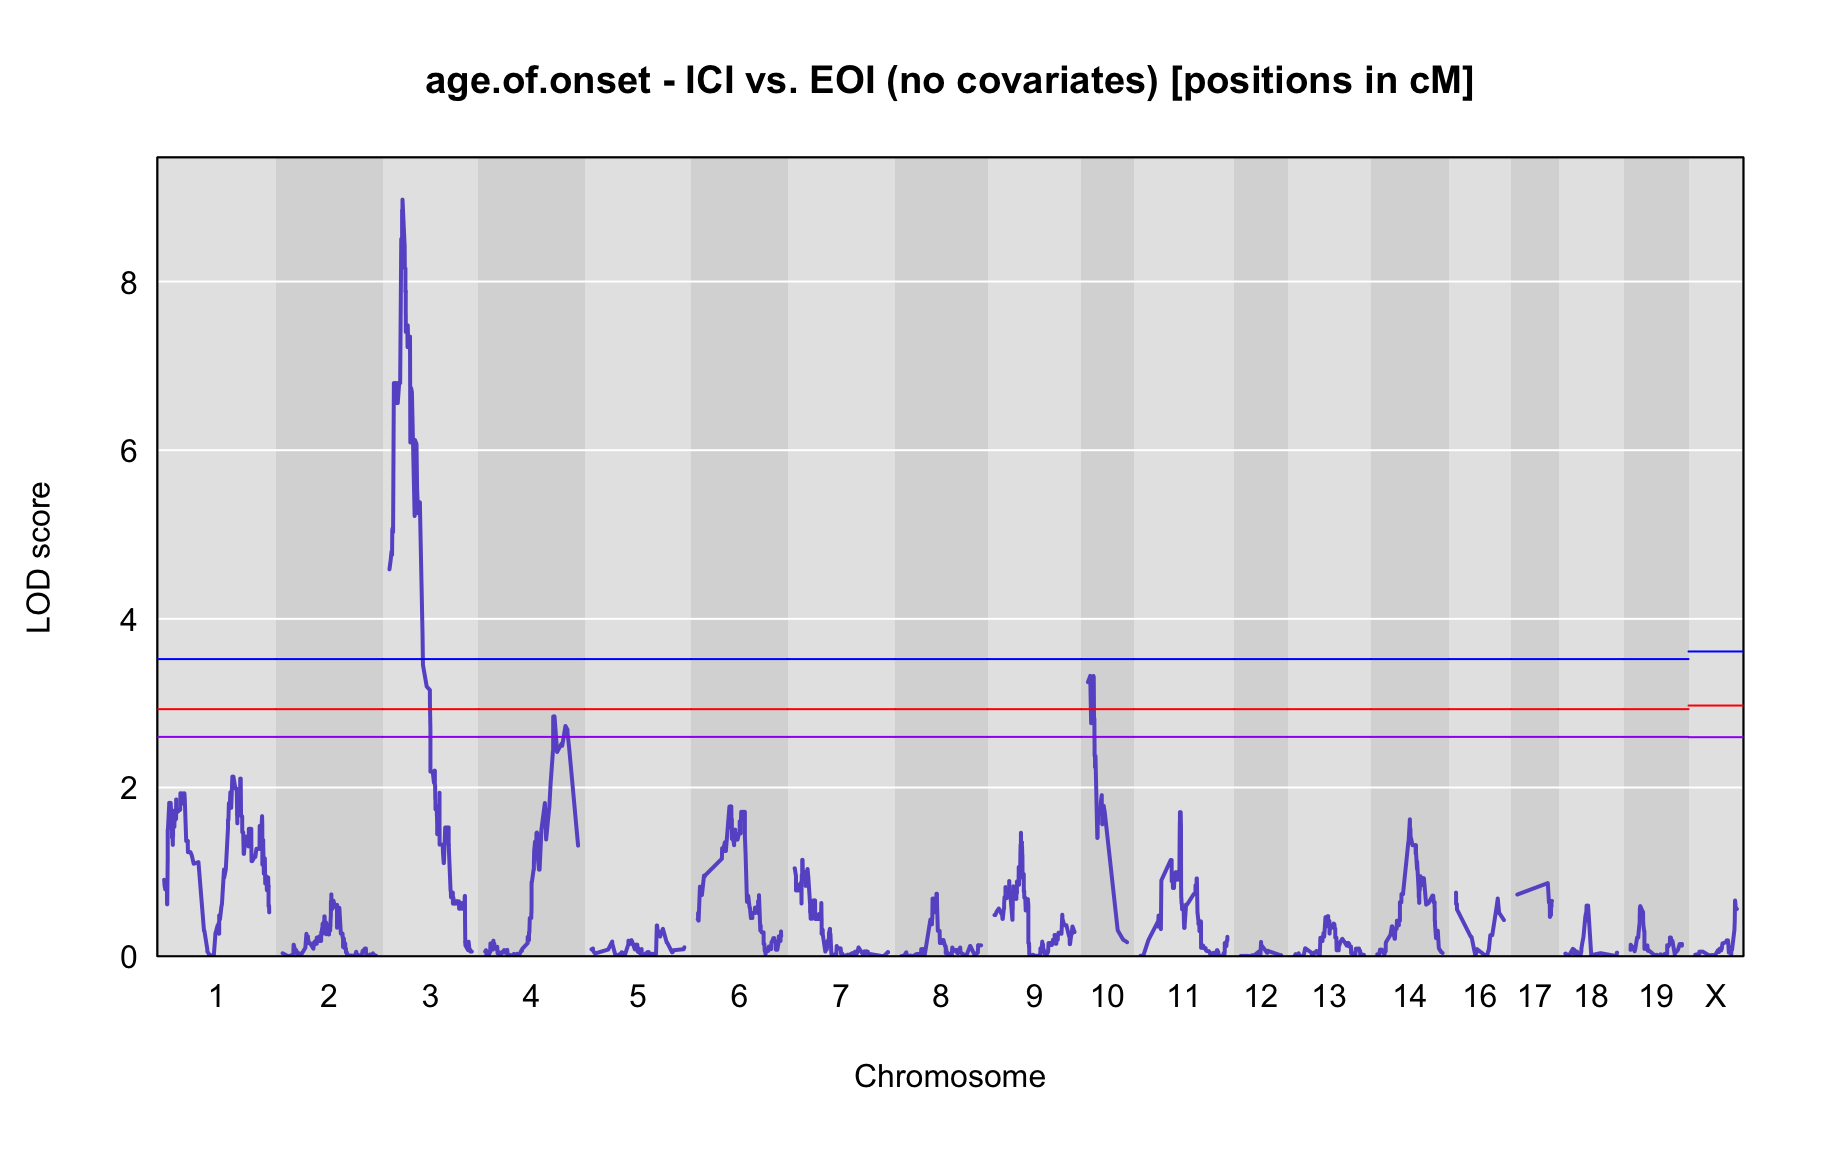 age.of.onset - ICI vs. EOI (no covariates) [positions in cM]
8
6
4
2
0
LOD score
1 2 3 4 5 6 7 8 9 10 11 12 13 14 16 17 18 19 X
Chromosome